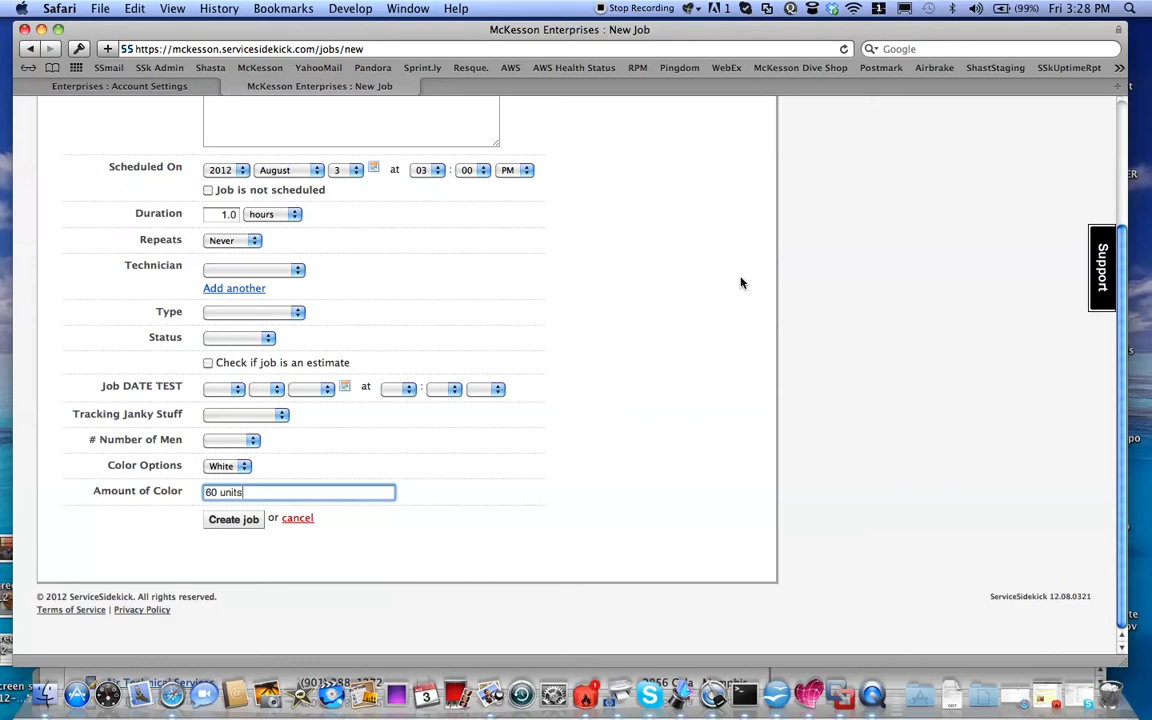 Safari File Edit View History Bookmarks Develop Window Help Stop Recording 1 1 (99%) Fri 3:28 PM
McKesson Enterprises : New Job
SS https://mckesson.servicesidekick.com/jobs/new Google
SSmail SSk Admin Shasta McKesson YahooMail Pandora Sprint.ly Resque. AWS AWS Health Status RPM Pingdom WebEx McKesson Dive Shop Postmark Airbrake ShastStaging SSkUptimeRpt
Enterprises : Account Settings McKesson Enterprises : New Job
Scheduled On 2012 August 3 at 03 : 00 PM
Job is not scheduled
Duration 1.0 hours
Repeats Never
Technician
Add another
Support
Type
Status
Check if job is an estimate
Job DATE TEST at :
Tracking Janky Stuff
# Number of Men
Color Options White
Amount of Color 60 units
Create job or cancel
© 2012 ServiceSidekick. All rights reserved. ServiceSidekick 12.08.0321
Terms of Service | Privacy Policy